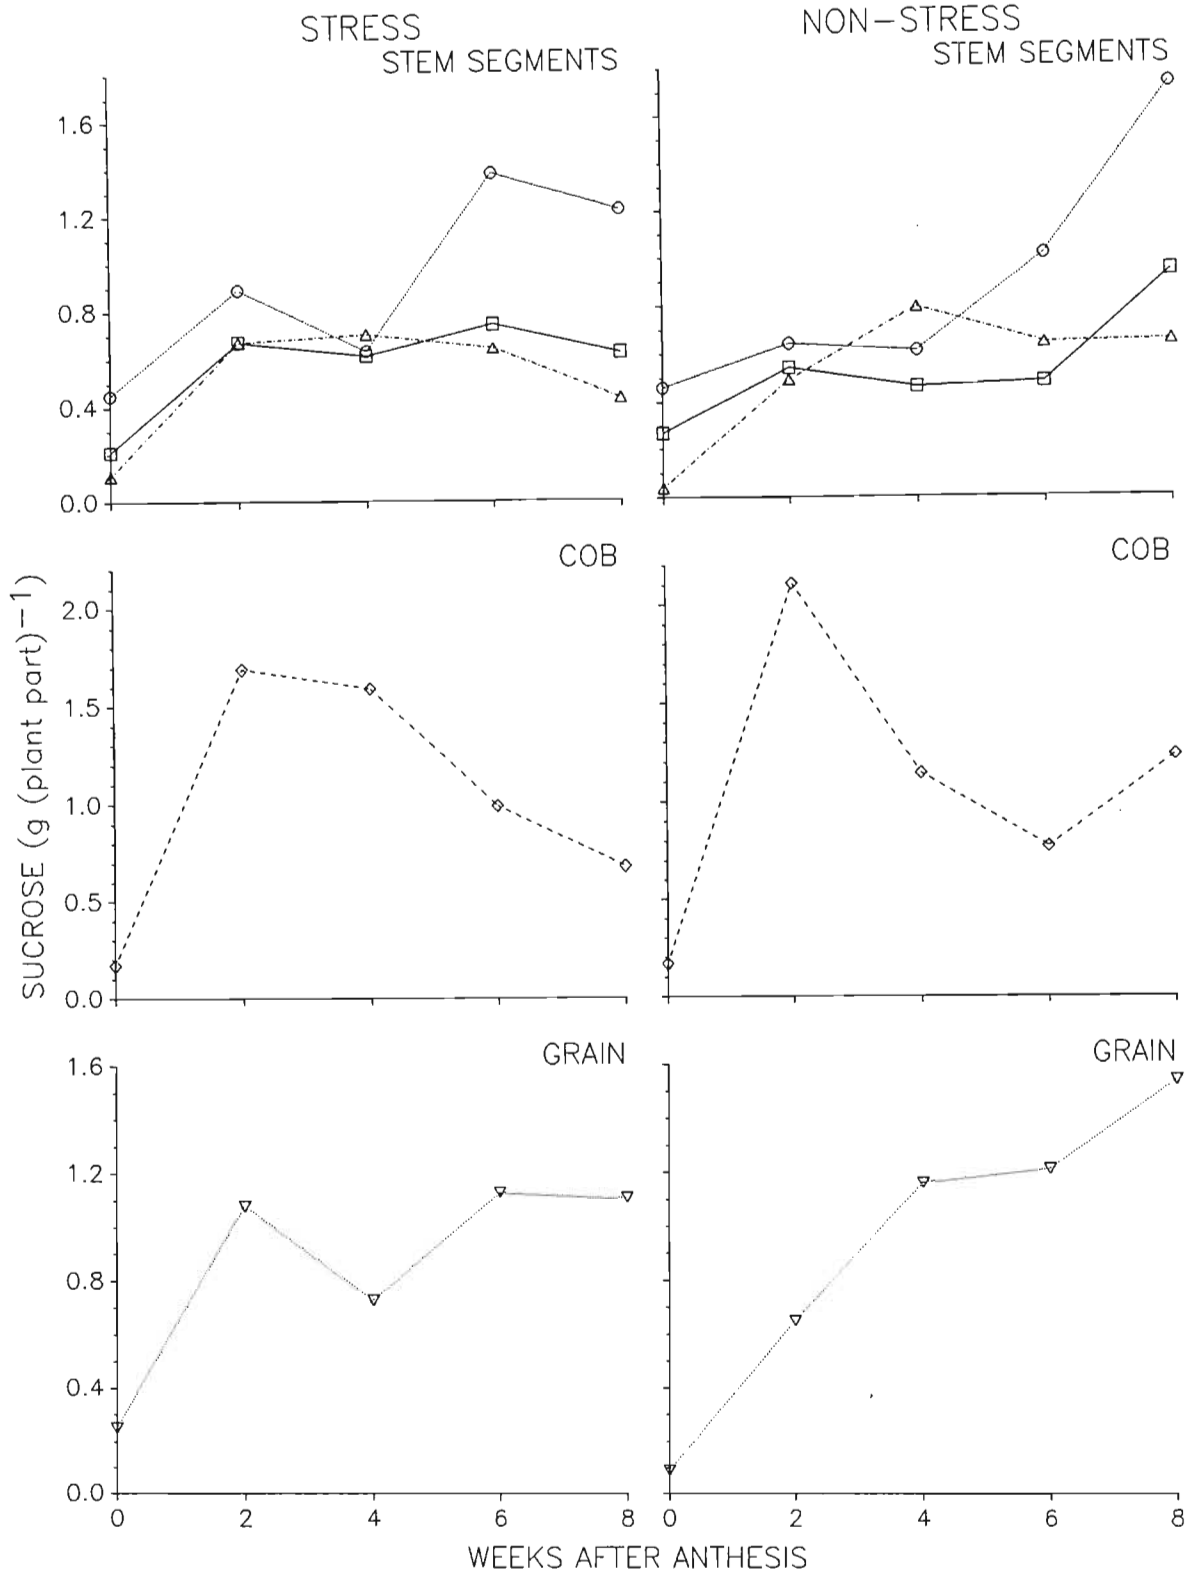 STRESS
STEM SEGMENTS
NON-STRESS
STEM SEGMENTS
1.6
1.2
0.8
0.4
0.0
COB
COB
SUCROSE (g (plant part)-1)
2.0
1.5
1.0
0.5
0.0
GRAIN
GRAIN
1.6
1.2
0.8
0.4
0.0
0 2 4 6 8
0 2 4 6 8
WEEKS AFTER ANTHESIS